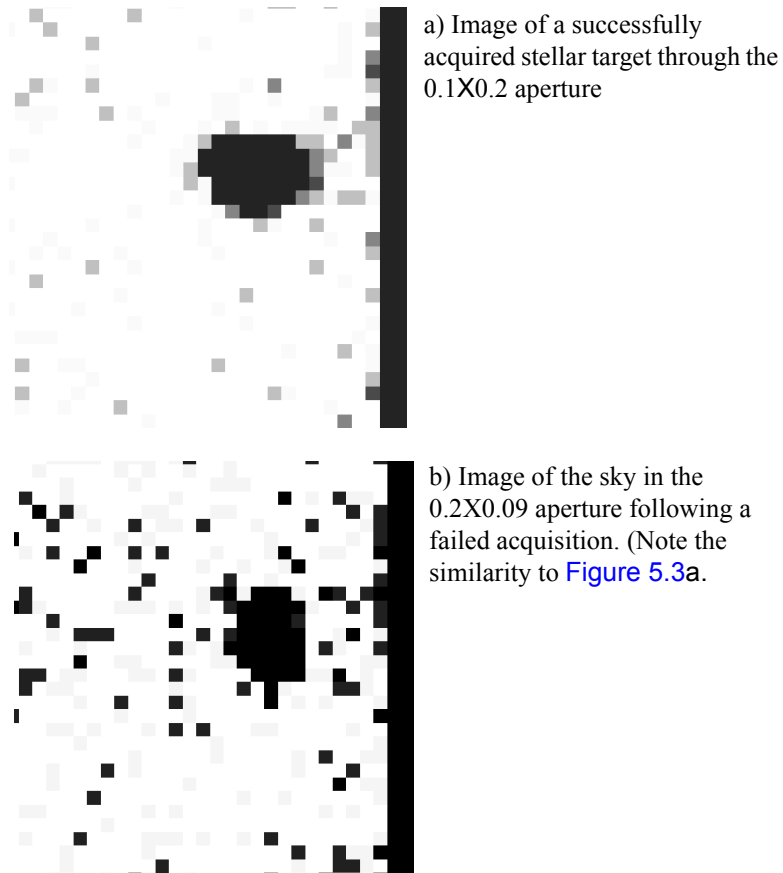 a) Image of a successfully
acquired stellar target through the
0.1X0.2 aperture
b) Image of the sky in the
0.2X0.09 aperture following a
failed acquisition. (Note the
similarity to Figure 5.3a.